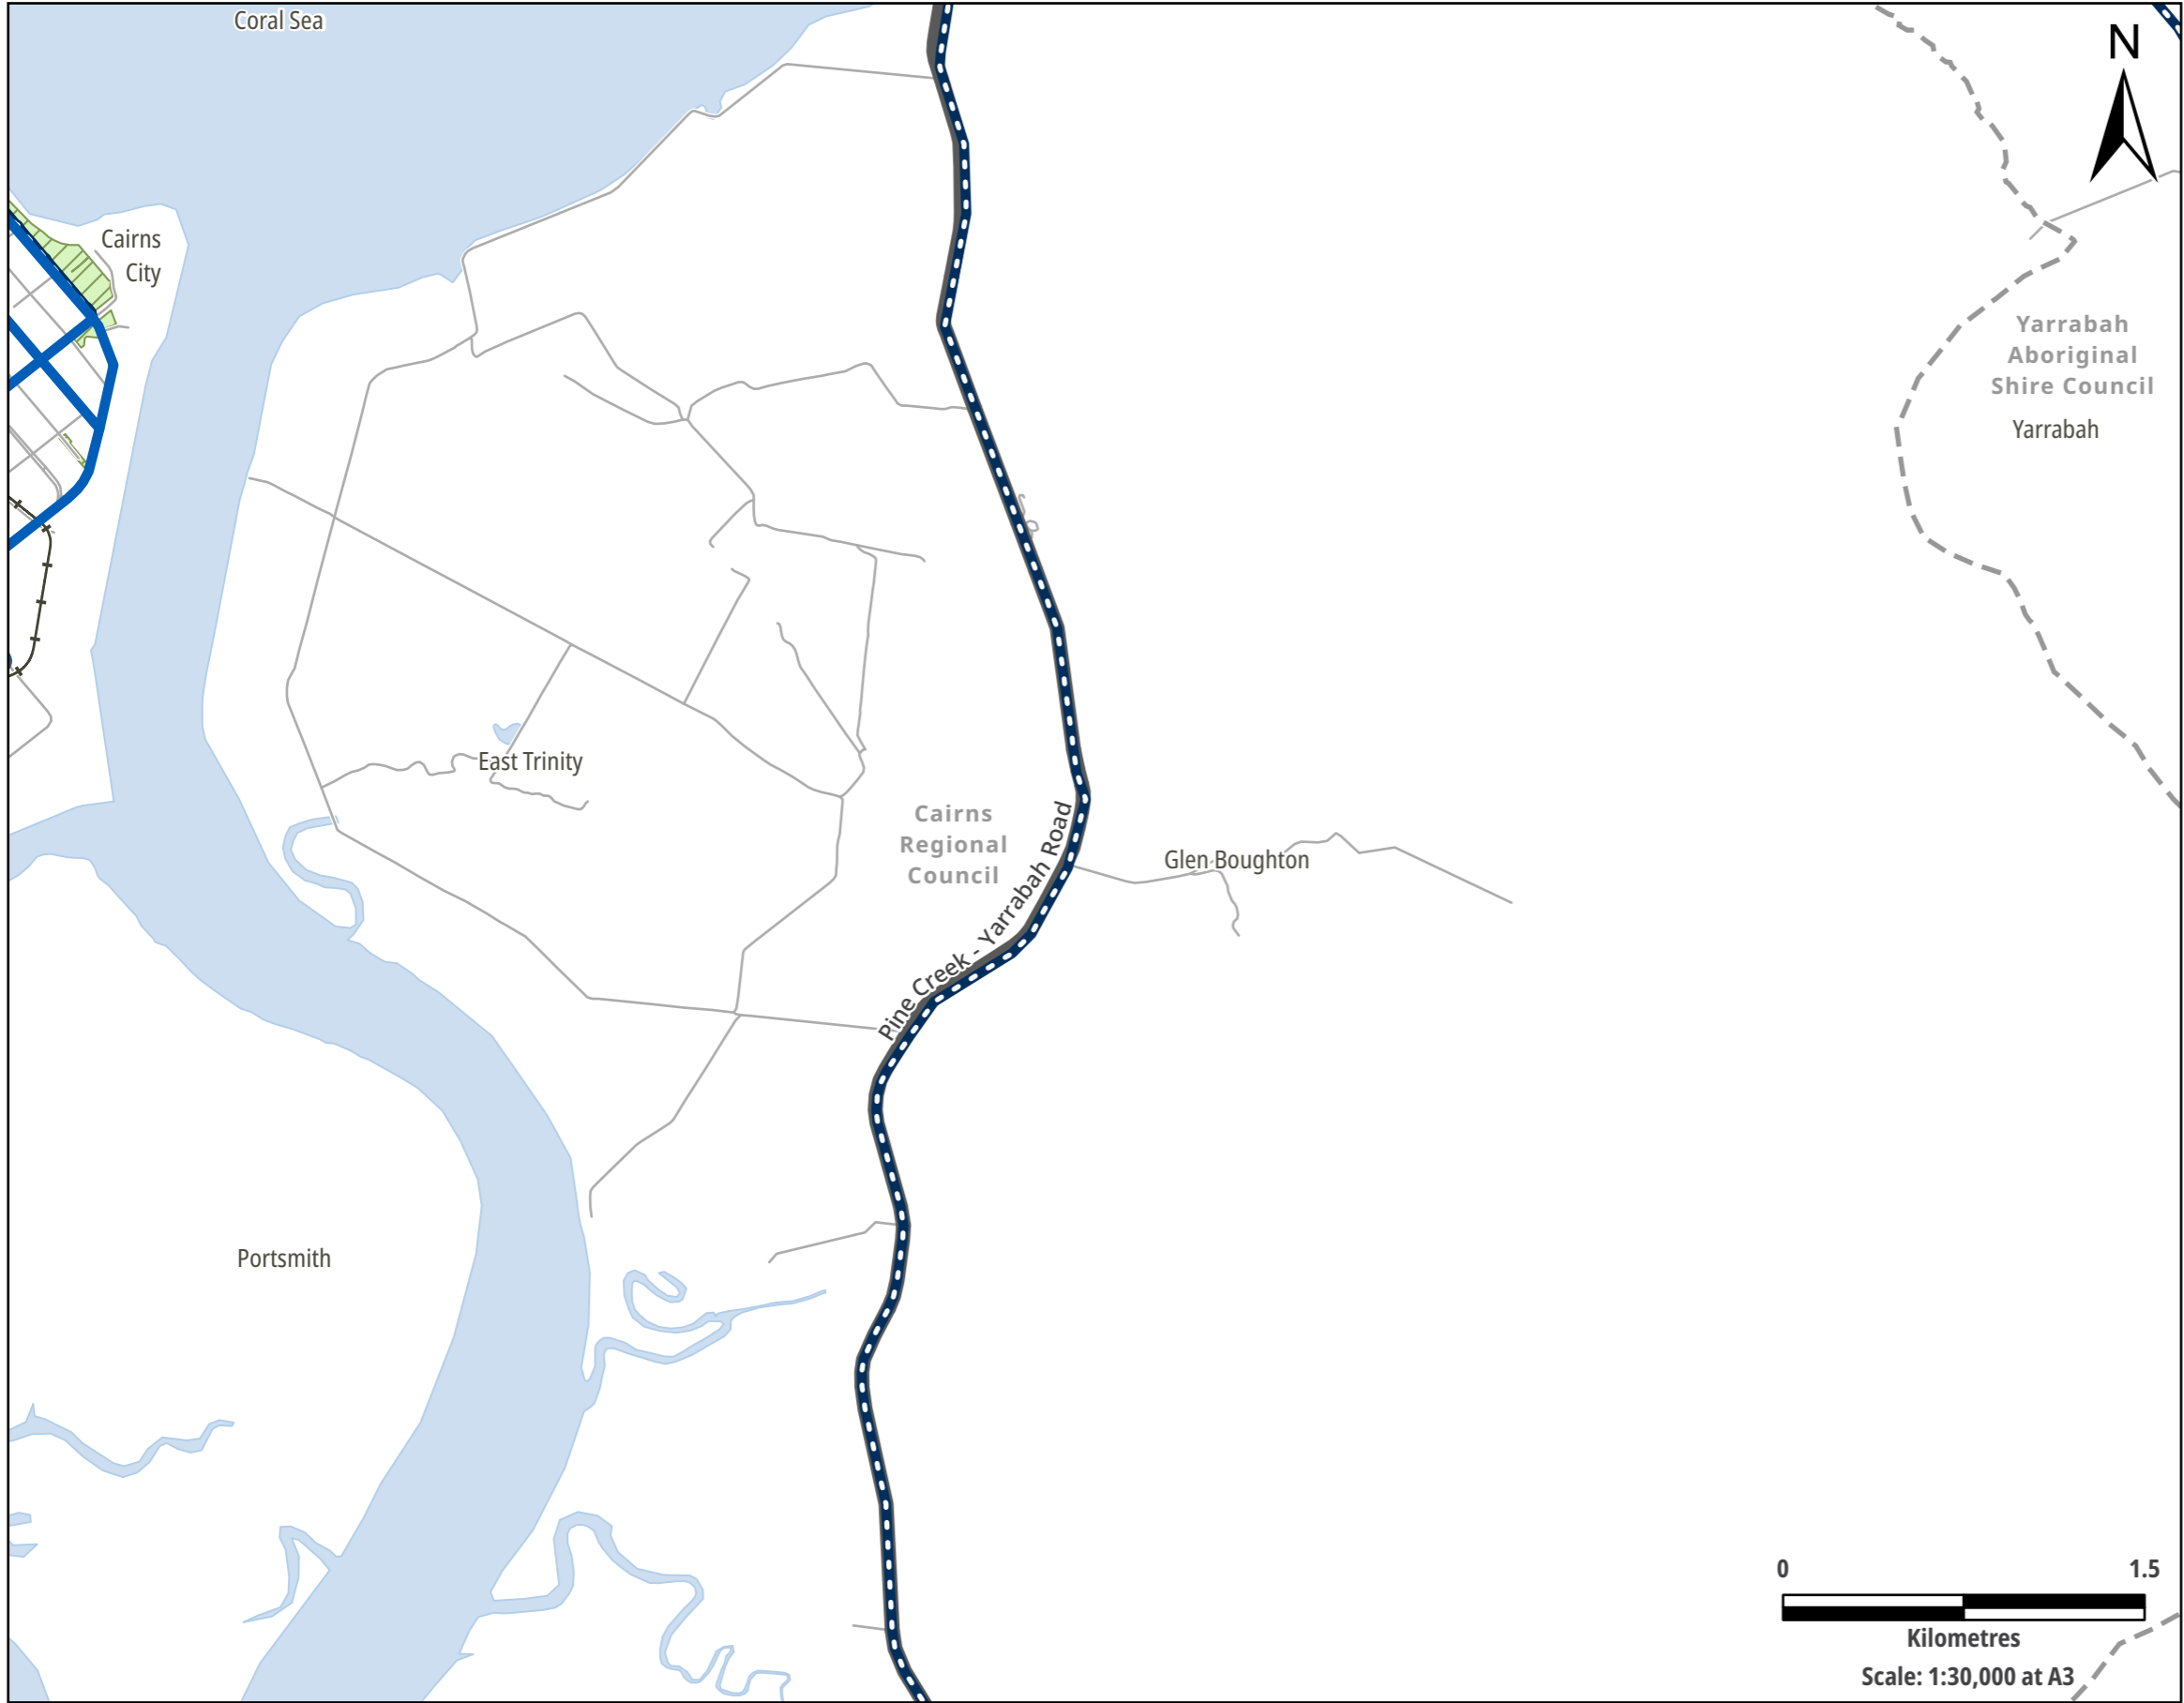 Coral Sea
N
Cairns
City
Yarrabah
Aboriginal
Shire Council
Yarrabah
East Trinity
Cairns
Regional
Council
Pine Creek - Yarrabah Road
Glen Boughton
Portsmith
0 1.5
Kilometres
Scale: 1:30,000 at A3